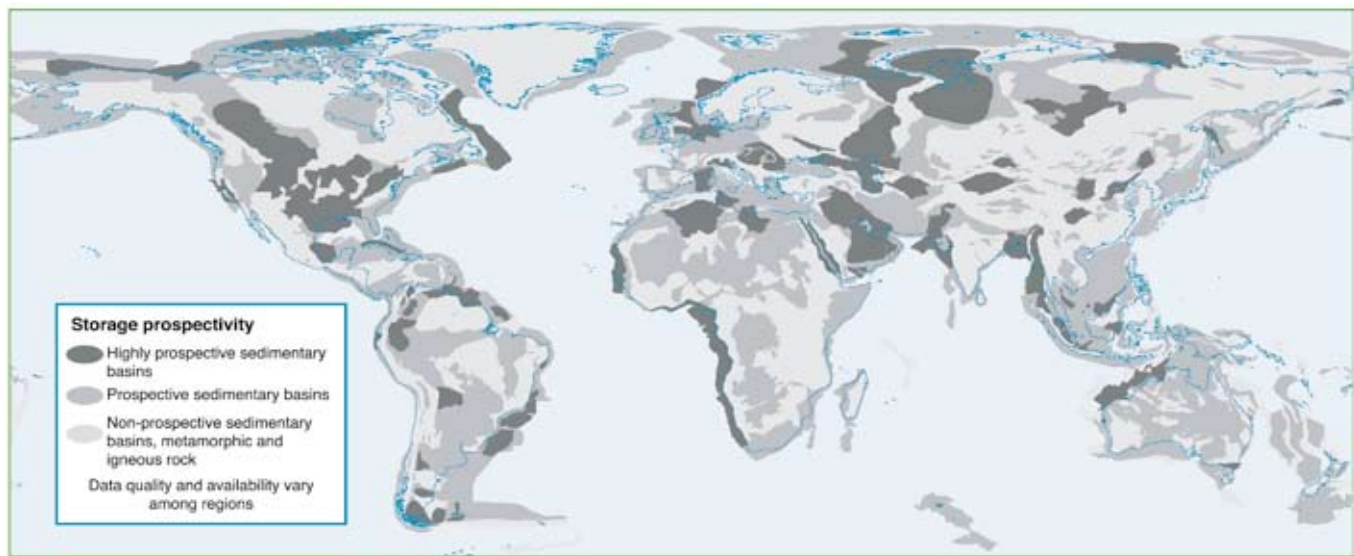 Storage prospectivity
Highly prospective sedimentary
basins
Prospective sedimentary basins
Non-prospective sedimentary
basins, metamorphic and
igneous rock
Data quality and availability vary
among regions